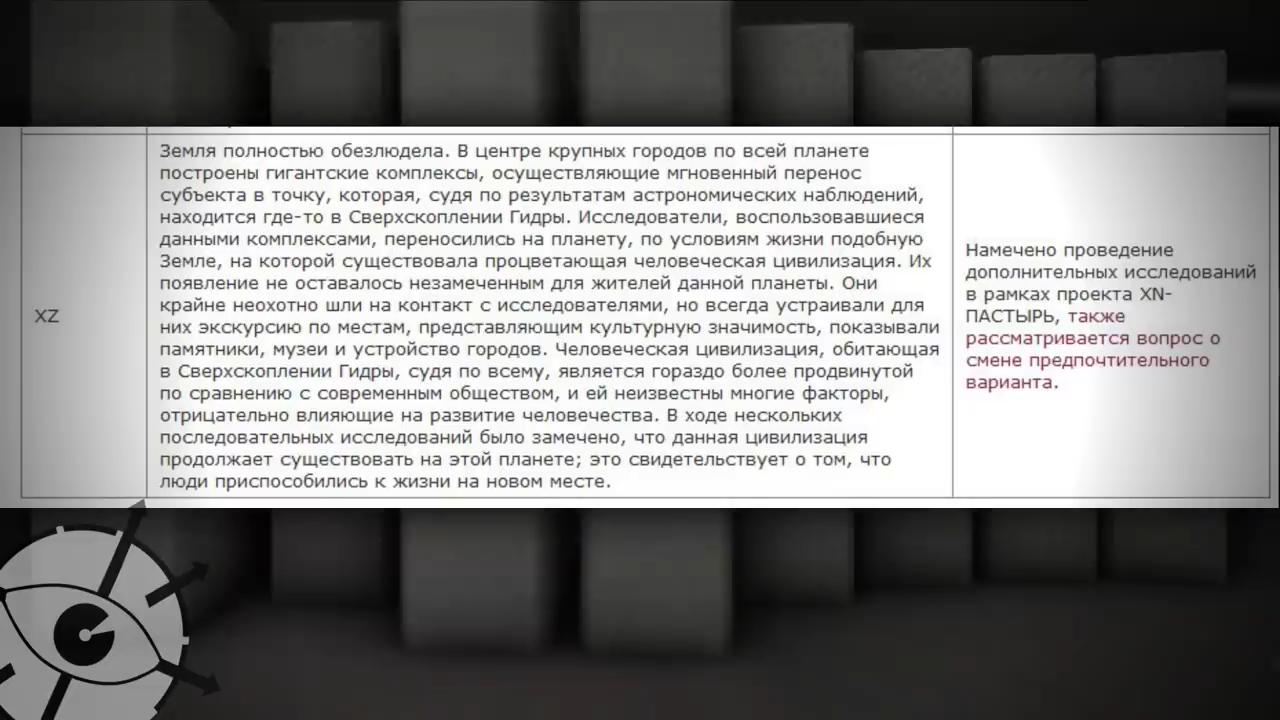 XZ
Земля полностью обезлюдела. В центре крупных городов по всей планете
построены гигантские комплексы, осуществляющие мгновенный перенос
субъекта в точку, которая, судя по результатам астрономических наблюдений,
находится где-то в Сверхскоплении Гидры. Исследователи, воспользовавшиеся
данными комплексами, переносились на планету, по условиям жизни подобную
Земле, на которой существовала процветающая человеческая цивилизация. Их
появление не оставалось незамеченным для жителей данной планеты. Они
крайне неохотно шли на контакт с исследователями, но всегда устраивали для
них экскурсию по местам, представляющим культурную значимость, показывали
памятники, музеи и устройство городов. Человеческая цивилизация, обитающая
в Сверхскоплении Гидры, судя по всему, является гораздо более продвинутой
по сравнению с современным обществом, и ей неизвестны многие факторы,
отрицательно влияющие на развитие человечества. В ходе нескольких
последовательных исследований было замечено, что данная цивилизация
продолжает существовать на этой планете; это свидетельствует о том, что
люди приспособились к жизни на новом месте.
Намечено проведение
дополнительных исследований
в рамках проекта XN-
ПАСТЫРЬ, также
рассматривается вопрос о
смене предпочтительного
варианта.